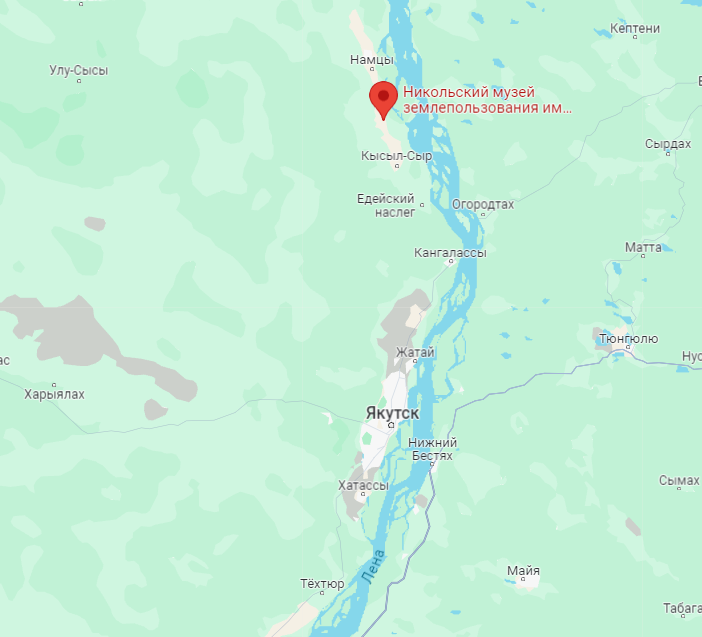 Кептени
Намцы
Улу-Сысы
Никольский музей
землепользования им...
Сырдах
Кысыл-Сыр
Едейский
наслег
Огородтах
Матта
Кангалассы
Тюнгюлю
Жатай
Нус
ас
Харыялах
Якутск
Нижний
Бестях
Хатассы
Сымах
Лена
Майя
Тёхтюр
Табага